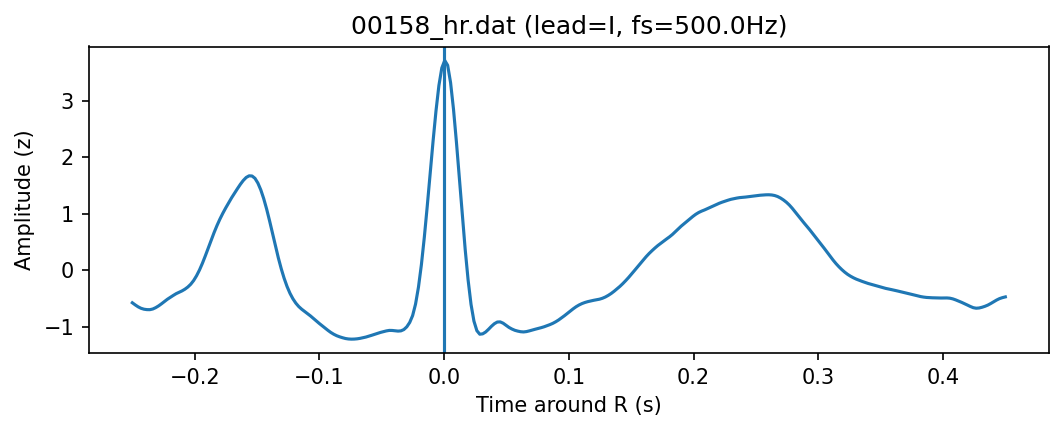 00158_hr.dat (lead=I, fs=500.0Hz)
Amplitude (z)
3
2
1
0
−1
−0.2 −0.1 0.0 0.1 0.2 0.3 0.4
Time around R (s)